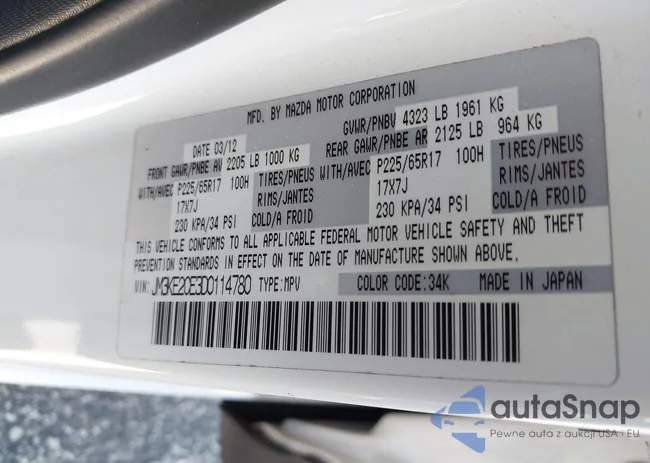 MFD. BY MAZDA MOTOR CORPORATION
DATE 03/12 GVWR/PNBV 4323 LB 1961 KG
FRONT GAWR/PNBE AV 2205 LB 1000 KG REAR GAWR/PNBE AR 2125 LB 964 KG
WITH/AVEC P225/65R17 100H TIRES/PNEUS WITH/AVEC P225/65R17 100H TIRES/PNEUS
17X7J RIMS/JANTES 17X7J RIMS/JANTES
230 KPA/34 PSI COLD/A FROID 230 KPA/34 PSI COLD/A FROID
THIS VEHICLE CONFORMS TO ALL APPLICABLE FEDERAL MOTOR VEHICLE SAFETY AND THEFT
PREVENTION STANDARDS IN EFFECT ON THE DATE OF MANUFACTURE SHOWN ABOVE.
VIN: JM3KE2CE3D0114780 TYPE:MPV COLOR CODE:34K MADE IN JAPAN
autaSnap
Pewne auta z aukcji USA i EU